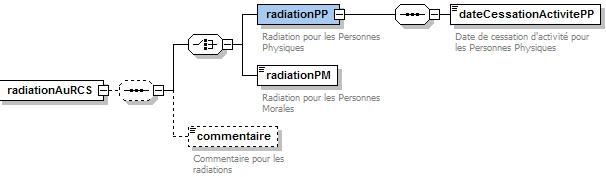 radiationPP
dateCessationActivitePP
Radiation pour les Personnes
Physiques
Date de cessation d'activité pour
les Personnes Physiques
radiationPM
Radiation pour les Personnes
Morales
radiationAuRCS
commentaire
Commentaire pour les
radiations